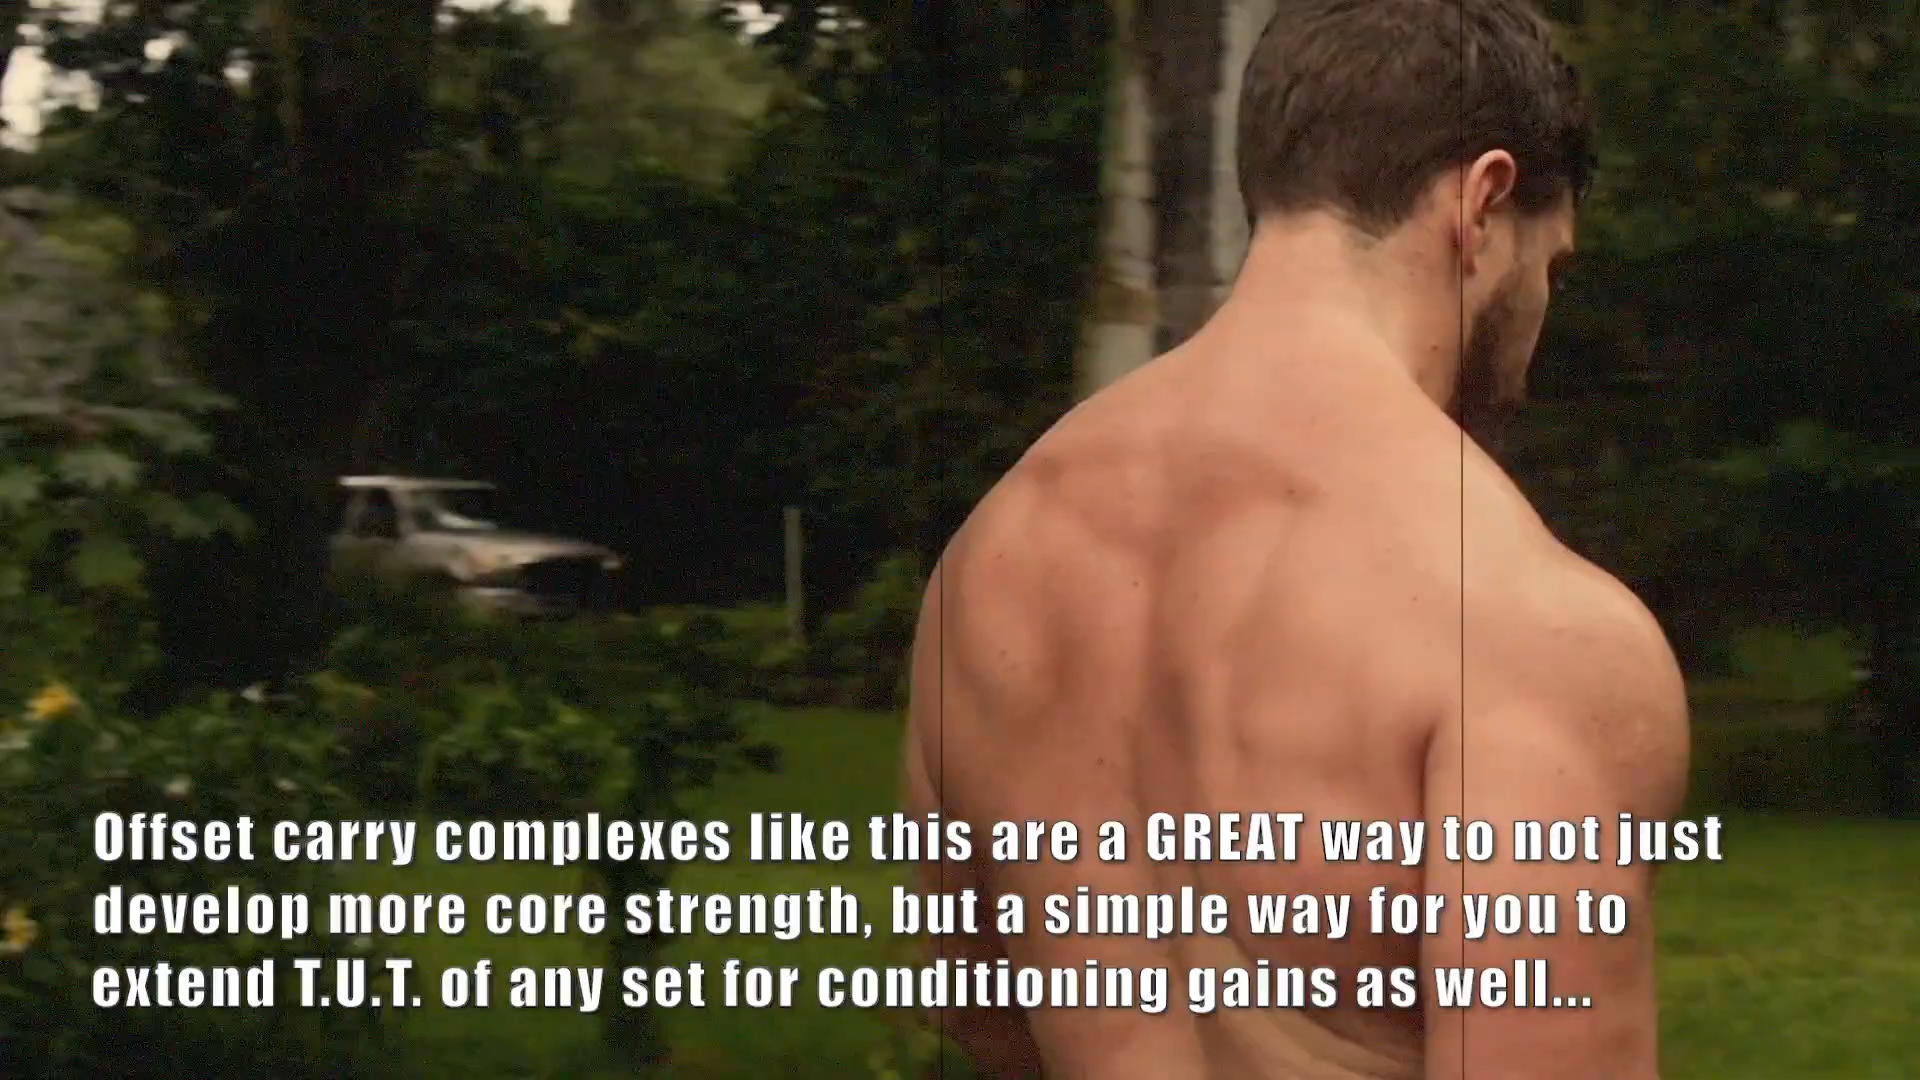 Offset carry complexes like this are a GREAT way to not just
develop more core strength, but a simple way for you to
extend T.U.T. of any set for conditioning gains as well...